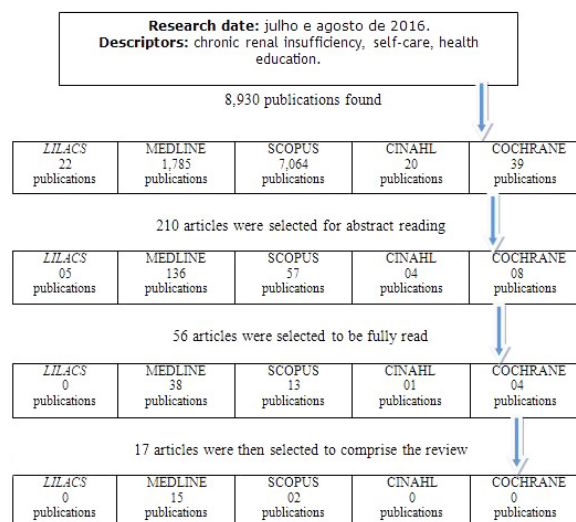 Research date: julho e agosto de 2016.
Descriptors: chronic renal insufficiency, self-care, health
education.
8,930 publications found
LILACS MEDLINE SCOPUS CINAHL COCHRANE
22 1,785 7,064 20 39
publications publications publications publications publications
210 articles were selected for abstract reading
LILACS MEDLINE SCOPUS CINAHL COCHRANE
05 136 57 04 08
publications publications publications publications publications
56 articles were selected to be fully read
LILACS MEDLINE SCOPUS CINAHL COCHRANE
0 38 13 01 04
publications publications publications publications publications
17 articles were then selected to comprise the review
LILACS MEDLINE SCOPUS CINAHL COCHRANE
0 15 02 0 0
publications publications publications publications publications